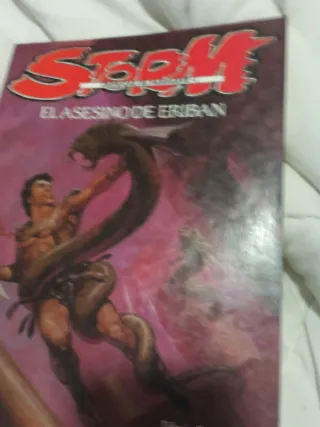 STORM
EL ASESINO DE ERIBAN